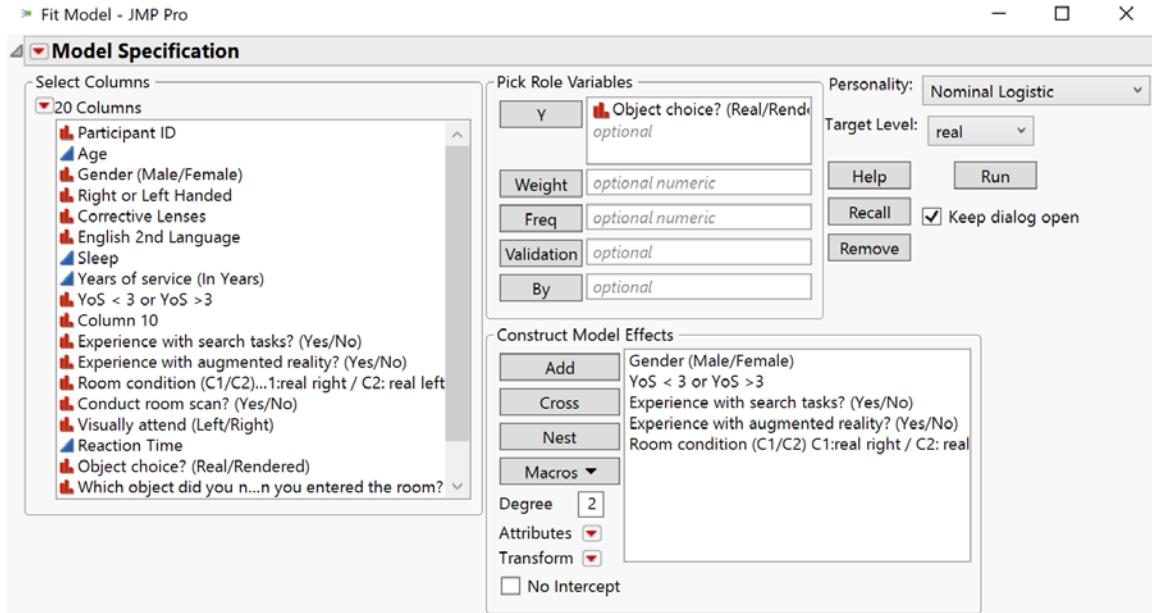 Fit Model - JMP Pro
Model Specification
Select Columns
20 Columns
Participant ID
Age
Gender (Male/Female)
Right or Left Handed
Corrective Lenses
English 2nd Language
Sleep
Years of service (In Years)
YoS < 3 or YoS >3
Column 10
Experience with search tasks? (Yes/No)
Experience with augmented reality? (Yes/No)
Room condition (C1/C2)...1:real right / C2: real left
Conduct room scan? (Yes/No)
Visually attend (Left/Right)
Reaction Time
Object choice? (Real/Rendered)
Which object did you n...n you entered the room?
Pick Role Variables
Y
Object choice? (Real/Rende
optional
Weight
optional numeric
Freq
optional numeric
Validation
optional
By
optional
Personality:
Nominal Logistic
Target Level:
real
Help
Run
Recall
Keep dialog open
Remove
Construct Model Effects
Add
Cross
Nest
Macros
Degree
2
Attributes
Transform
No Intercept
Gender (Male/Female)
YoS < 3 or YoS >3
Experience with search tasks? (Yes/No)
Experience with augmented reality? (Yes/No)
Room condition (C1/C2) C1:real right / C2: real